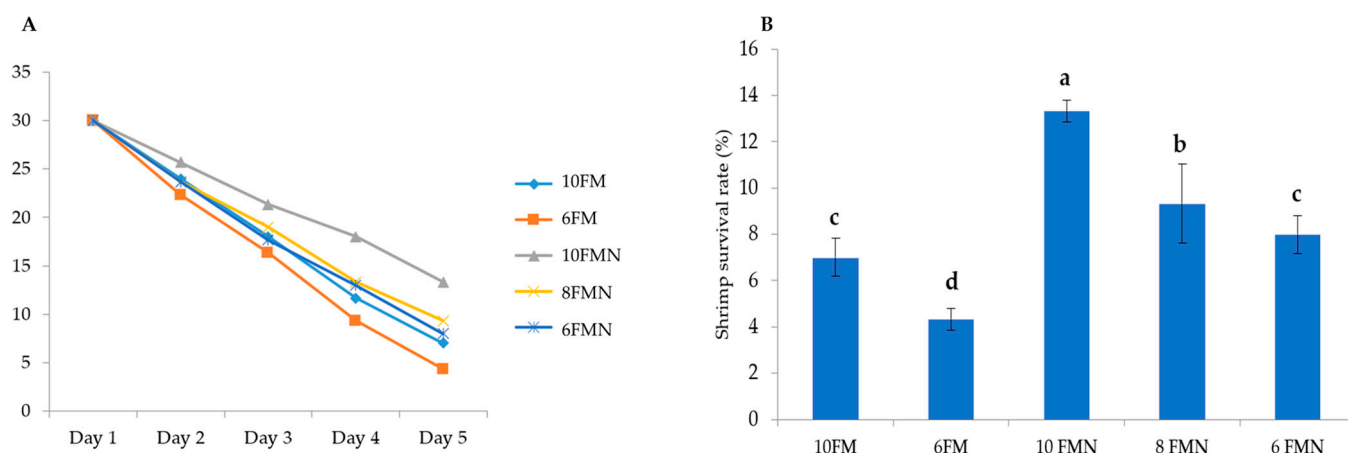 A
35
30
25
20
15
10
5
0
Day 1 Day 2 Day 3 Day 4 Day 5
10FM
6FM
10FMN
8FMN
6FMN
B
Shrimp survival rate (%)
16
14
12
10
8
6
4
2
0
c
d
a
b
c
10FM 6FM 10 FMN 8 FMN 6 FMN